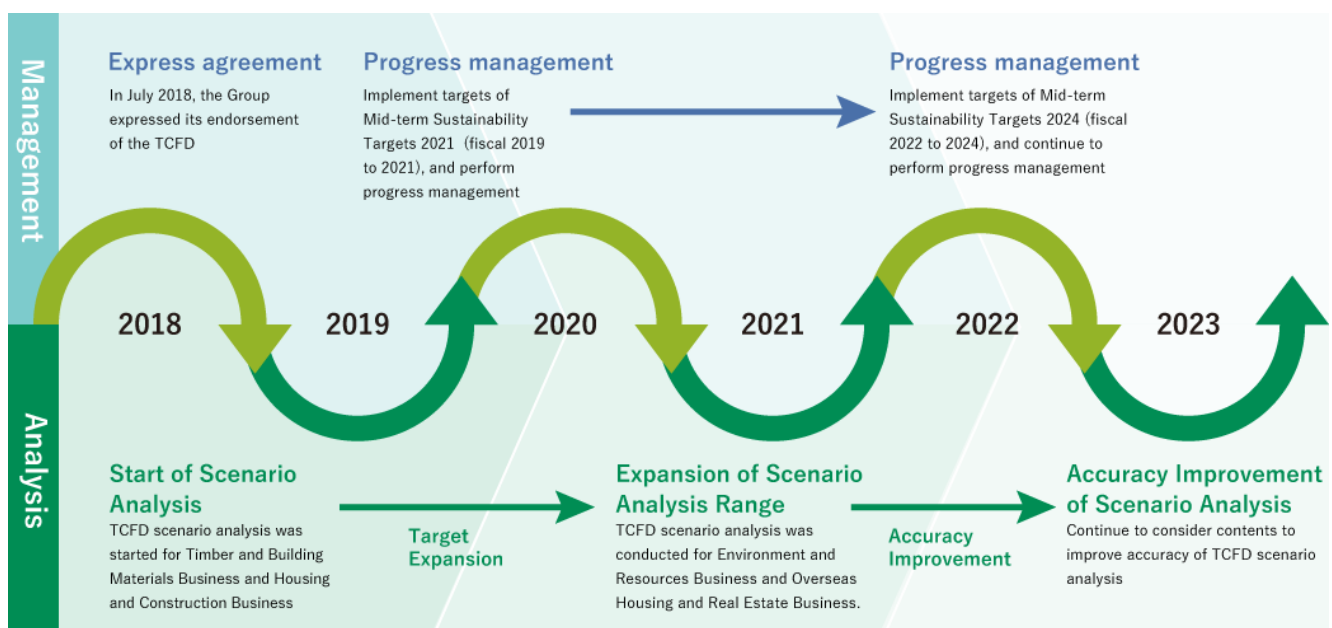 Management
Express agreement
In July 2018, the Group
expressed its endorsement
of the TCFD
Progress management
Implement targets of
Mid-term Sustainability
Targets 2021 (fiscal 2019
to 2021), and perform
progress management
Progress management
Implement targets of Mid-term
Sustainability Targets 2024 (fiscal
2022 to 2024), and continue to
perform progress management
2018
2019
2020
2021
2022
2023
Analysis
Start of Scenario
Analysis
TCFD scenario analysis was
started for Timber and Building
Materials Business and Housing
and Construction Business
Target
Expansion
Expansion of Scenario
Analysis Range
TCFD scenario analysis was
conducted for Environment and
Resources Business and Overseas
Housing and Real Estate Business.
Accuracy
Improvement
Accuracy Improvement
of Scenario Analysis
Continue to consider contents to
improve accuracy of TCFD scenario
analysis